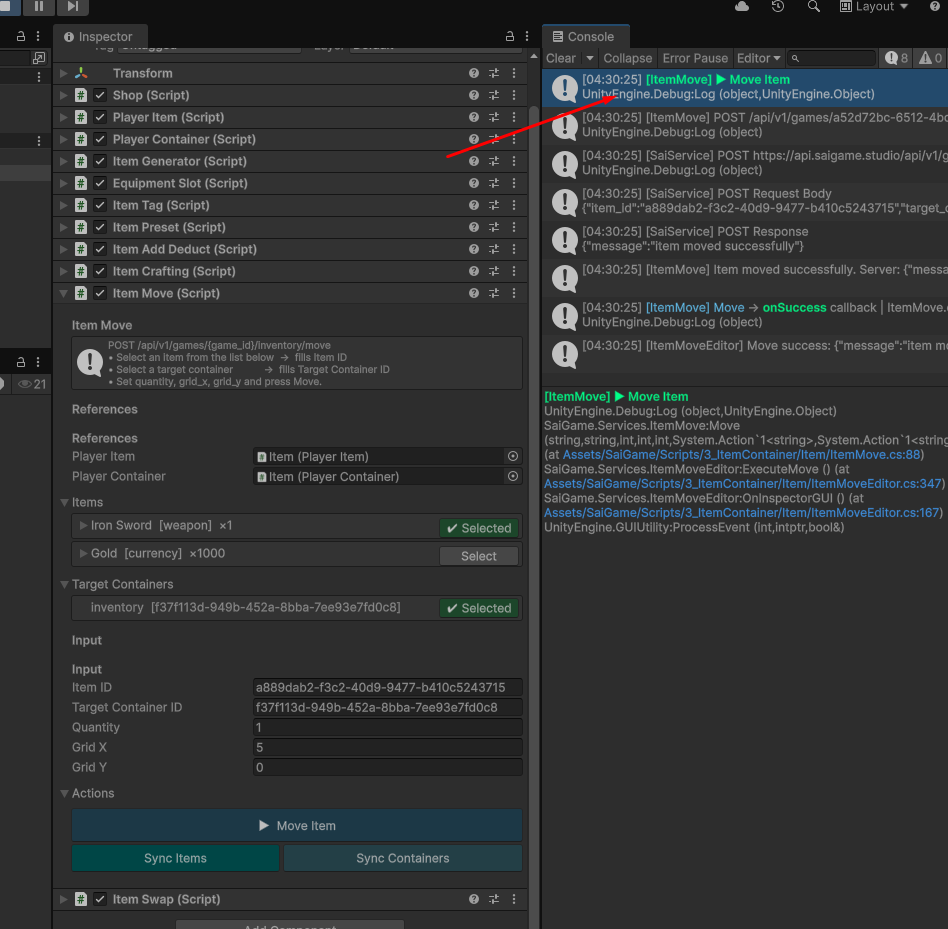 Layout
Inspector
Tag Untagged Layer Default
Transform
Shop (Script)
Player Item (Script)
Player Container (Script)
Item Generator (Script)
Equipment Slot (Script)
Item Tag (Script)
Item Preset (Script)
Item Add Deduct (Script)
Item Crafting (Script)
Item Move (Script)
Item Move
POST /api/v1/games/{game_id}/inventory/move
• Select an item from the list below → fills Item ID
• Select a target container → fills Target Container ID
• Set quantity, grid_x, grid_y and press Move.
21
References
References
Player Item Item (Player Item)
Player Container Item (Player Container)
Items
Iron Sword [weapon] ×1 ✔ Selected
Gold [currency] ×1000 Select
Target Containers
inventory [f37f113d-949b-452a-8bba-7ee93e7fd0c8] ✔ Selected
Input
Input
Item ID a889dab2-f3c2-40d9-9477-b410c5243715
Target Container ID f37f113d-949b-452a-8bba-7ee93e7fd0c8
Quantity 1
Grid X 5
Grid Y 0
Actions
▶ Move Item
Sync Items Sync Containers
Item Swap (Script)
Add Component
Console
Clear Collapse Error Pause Editor 8 0
[04:30:25] [ItemMove] ▶ Move Item
UnityEngine.Debug:Log (object,UnityEngine.Object)
[04:30:25] [ItemMove] POST /api/v1/games/a52d72bc-6512-4bc
UnityEngine.Debug:Log (object)
[04:30:25] [SaiService] POST https://api.saigame.studio/api/v1/g
UnityEngine.Debug:Log (object)
[04:30:25] [SaiService] POST Request Body
{"item_id":"a889dab2-f3c2-40d9-9477-b410c5243715","target_c
[04:30:25] [SaiService] POST Response
{"message":"item moved successfully"}
[04:30:25] [ItemMove] Item moved successfully. Server: {"messa
[04:30:25] [ItemMove] Move → onSuccess callback | ItemMove.
UnityEngine.Debug:Log (object)
[04:30:25] [ItemMoveEditor] Move success: {"message":"item mo
[ItemMove] ▶ Move Item
UnityEngine.Debug:Log (object,UnityEngine.Object)
SaiGame.Services.ItemMove:Move
(string,string,int,int,int,System.Action`1<string>,System.Action`1<string
(at Assets/SaiGame/Scripts/3_ItemContainer/Item/ItemMove.cs:88)
SaiGame.Services.ItemMoveEditor:ExecuteMove () (at
Assets/SaiGame/Scripts/3_ItemContainer/Item/ItemMoveEditor.cs:347)
SaiGame.Services.ItemMoveEditor:OnInspectorGUI () (at
Assets/SaiGame/Scripts/3_ItemContainer/Item/ItemMoveEditor.cs:167)
UnityEngine.GUIUtility:ProcessEvent (int,intptr,bool&)